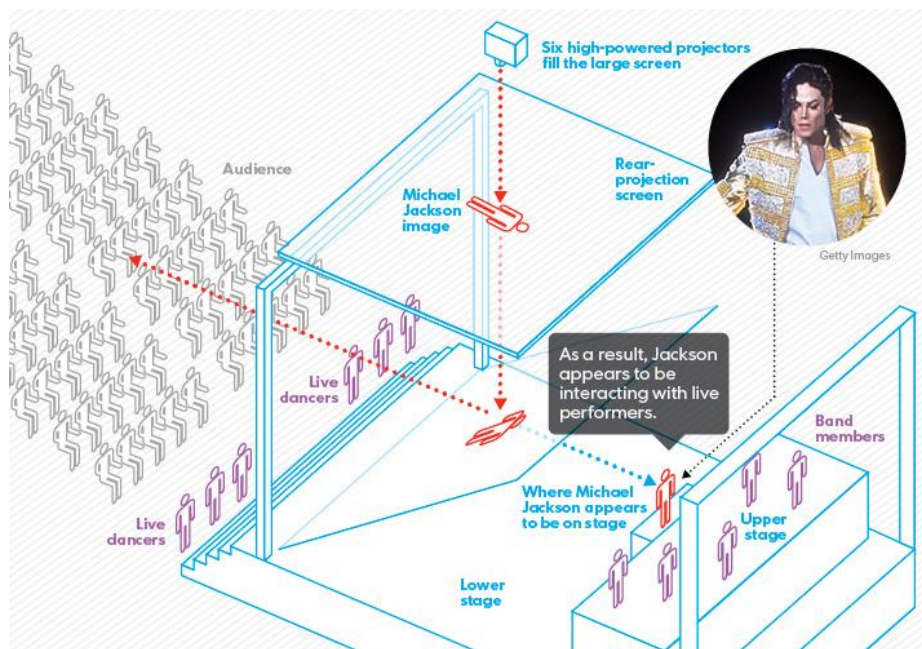 Six high-powered projectors
fill the large screen
Audience
Michael
Jackson
image
Rear-
projection
screen
Getty Images
Live
dancers
As a result, Jackson
appears to be
interacting with live
performers.
Band
members
Live
dancers
Where Michael
Jackson appears
to be on stage
Upper
stage
Lower
stage